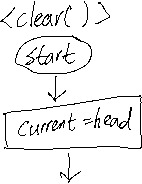 <clear( )>
start
current = head